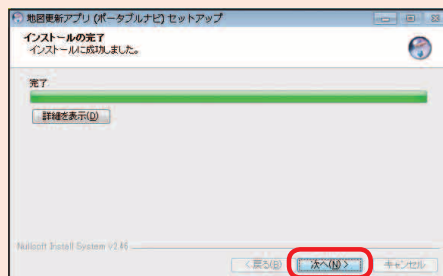 地図更新アプリ (ポータブルナビ) セットアップ
インストールの完了
インストールに成功しました。
完了
詳細を表示(D)
Nullsoft Install System v2.46
< 戻る(B)
次へ(N) >
キャンセル